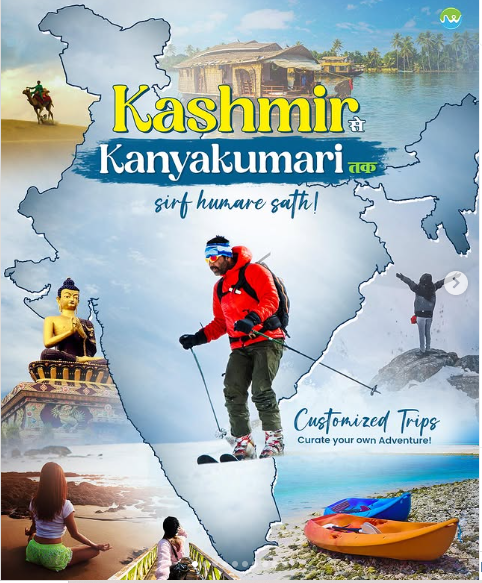 Kashmir से
Kanyakumari तक
sirf humare sath!
Customized Trips
Curate your own Adventure!